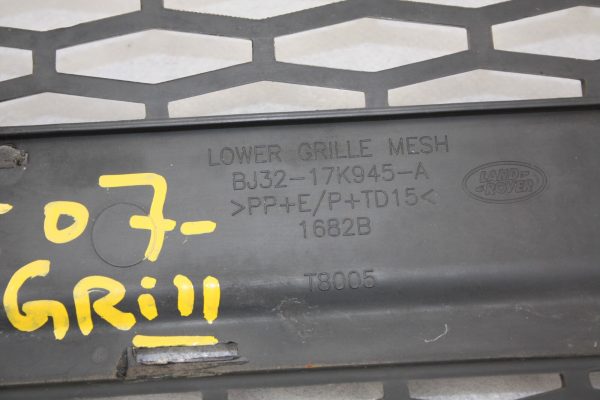 LOWER GRILLE MESH
BJ32-17K945-A
>PP+E/P+TD15<
1682B
T8005
LAND-
-ROVER
- 07-
GRill